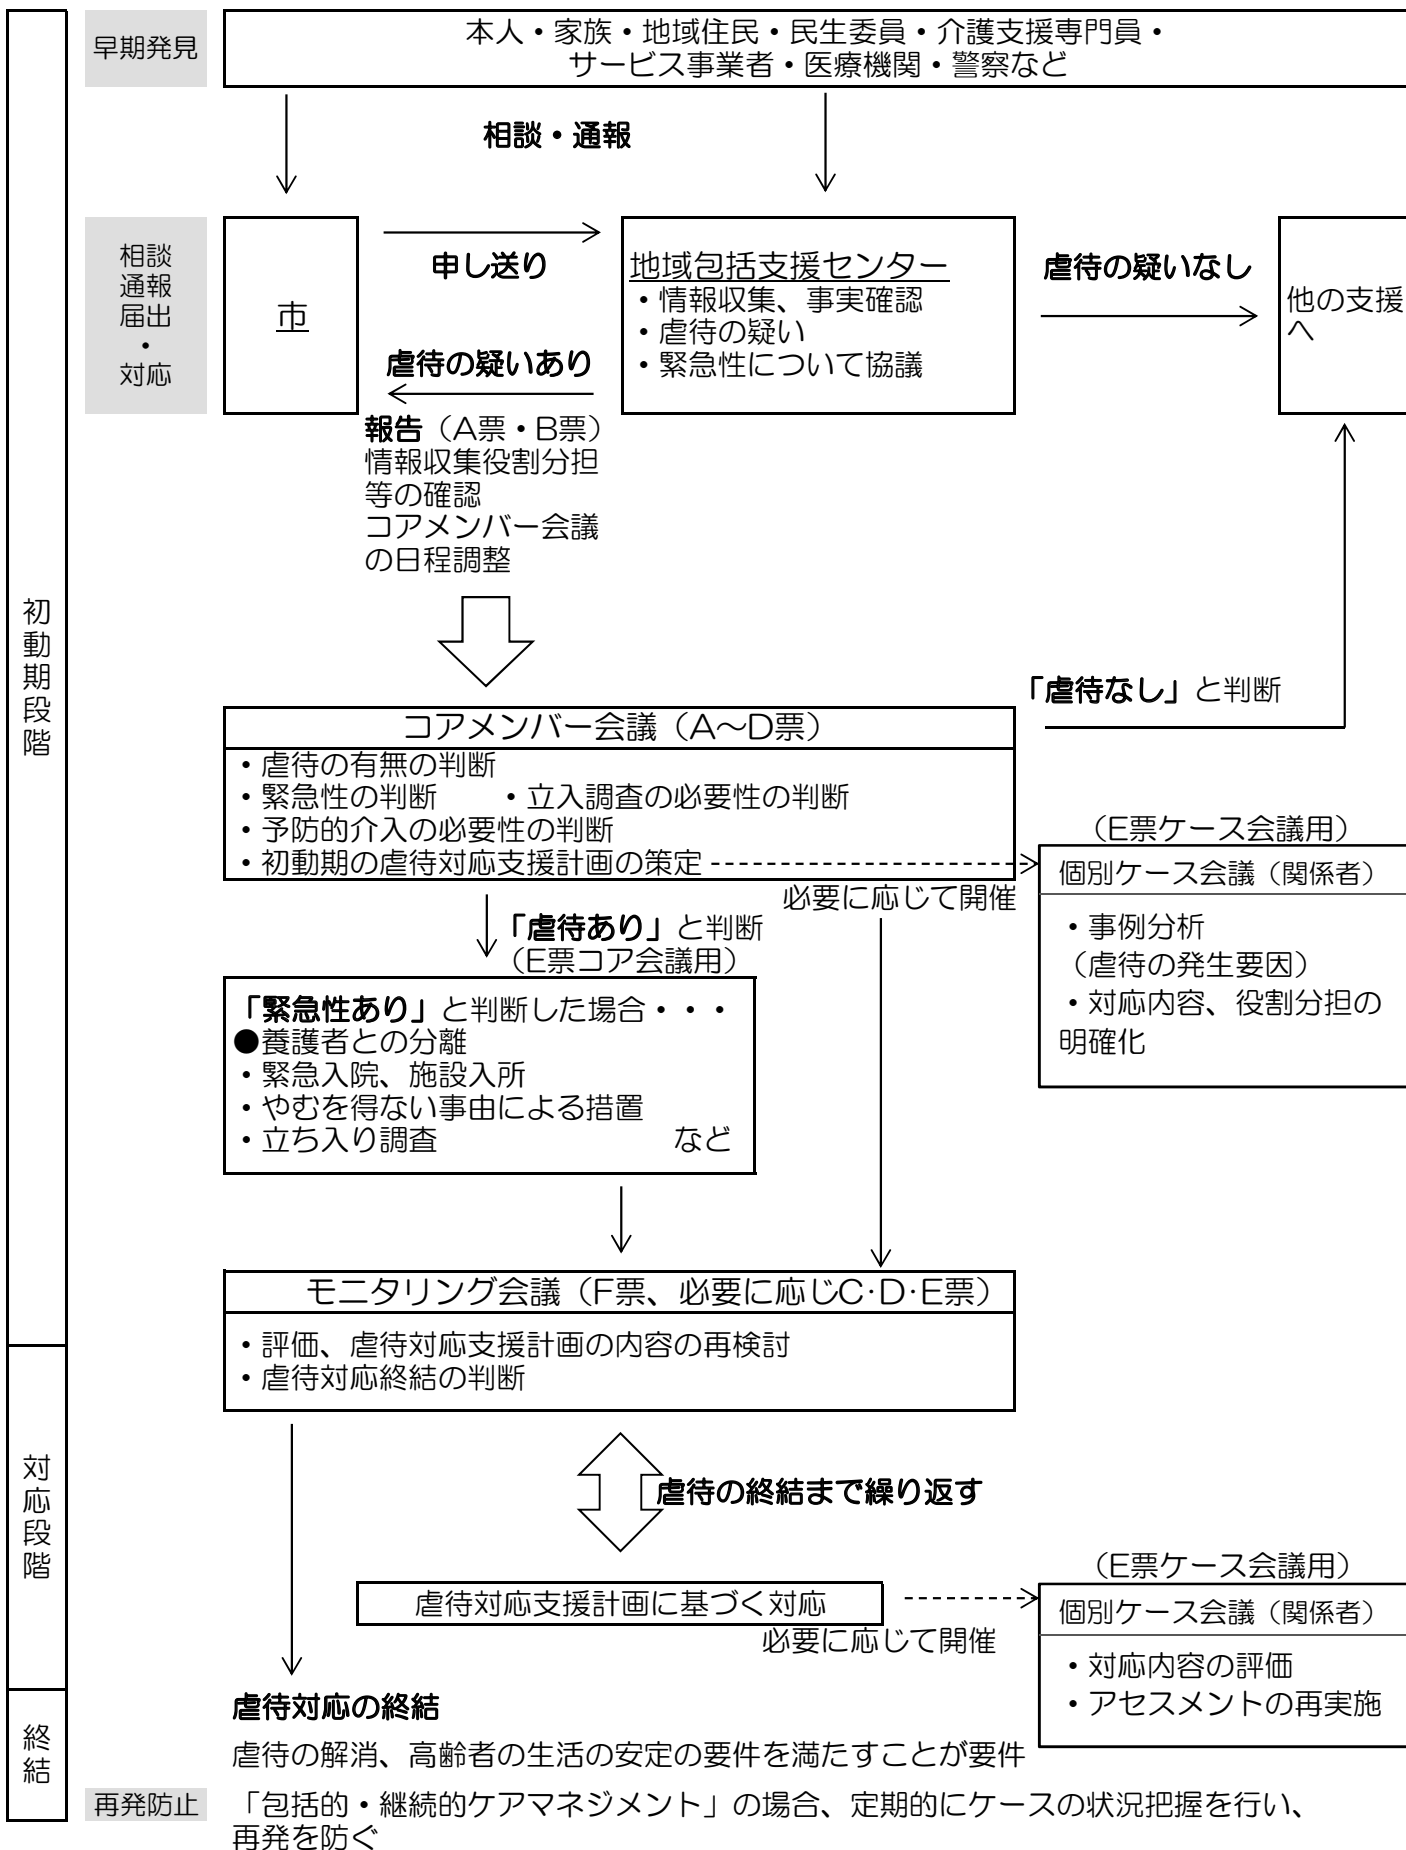 早期発見
本人・家族・地域住民・民生委員・介護支援専門員・
サービス事業者・医療機関・警察など
相談・通報
相談
通報
届出
・
対応
市
申し送り
虐待の疑いあり
報告（A票・B票）
情報収集役割分担
等の確認
コアメンバー会議
の日程調整
地域包括支援センター
・情報収集、事実確認
・虐待の疑い
・緊急性について協議
虐待の疑いなし
他の支援
へ
初動期段階
「虐待なし」と判断
コアメンバー会議（A～D票）
・虐待の有無の判断
・緊急性の判断　　・立入調査の必要性の判断
・予防的介入の必要性の判断
・初動期の虐待対応支援計画の策定
必要に応じて開催
（E票ケース会議用）
個別ケース会議（関係者）
・事例分析
（虐待の発生要因）
・対応内容、役割分担の
明確化
「虐待あり」と判断
（E票コア会議用）
「緊急性あり」と判断した場合・・・
●養護者との分離
・緊急入院、施設入所
・やむを得ない事由による措置
・立ち入り調査　　　　　　　　など
モニタリング会議（F票、必要に応じC・D・E票）
・評価、虐待対応支援計画の内容の再検討
・虐待対応終結の判断
対応段階
虐待の終結まで繰り返す
虐待対応支援計画に基づく対応
必要に応じて開催
（E票ケース会議用）
個別ケース会議（関係者）
・対応内容の評価
・アセスメントの再実施
終結
虐待対応の終結
虐待の解消、高齢者の生活の安定の要件を満たすことが要件
再発防止
「包括的・継続的ケアマネジメント」の場合、定期的にケースの状況把握を行い、
再発を防ぐ